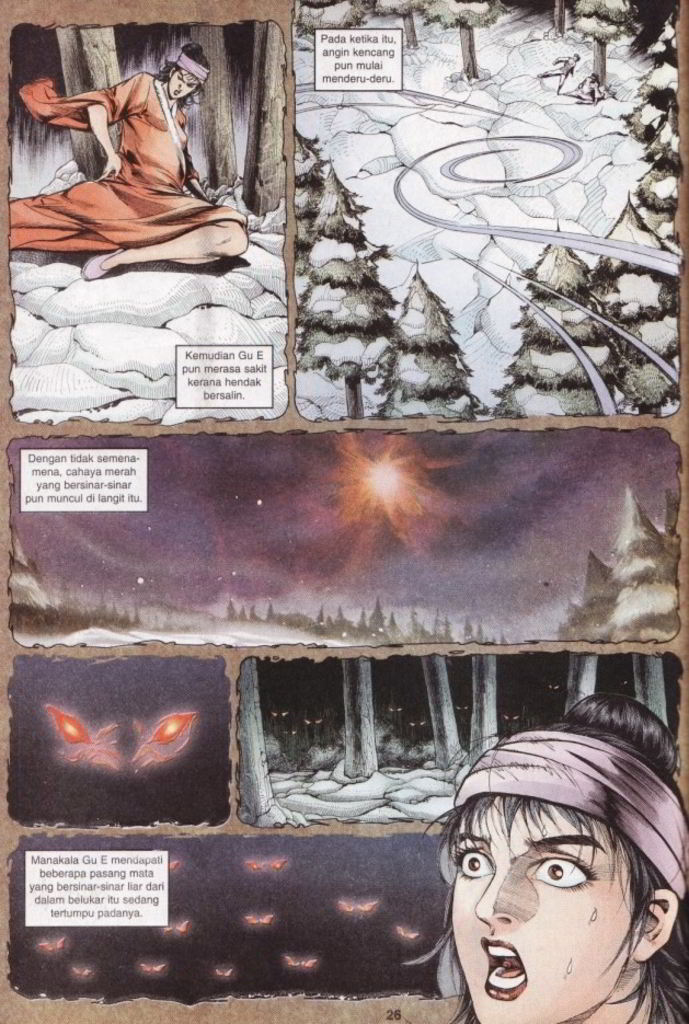 Kemudian Gu E
pun merasa sakit
kerana hendak
bersalin.
Pada ketika itu,
angin kencang
pun mulai
menderu-deru.
Dengan tidak semena-
mena, cahaya merah
yang bersinar-sinar
pun muncul di langit itu.
Manakala Gu E mendapati
beberapa pasang mata
yang bersinar-sinar liar dari
dalam belukar itu sedang
tertumpu padanya.
26